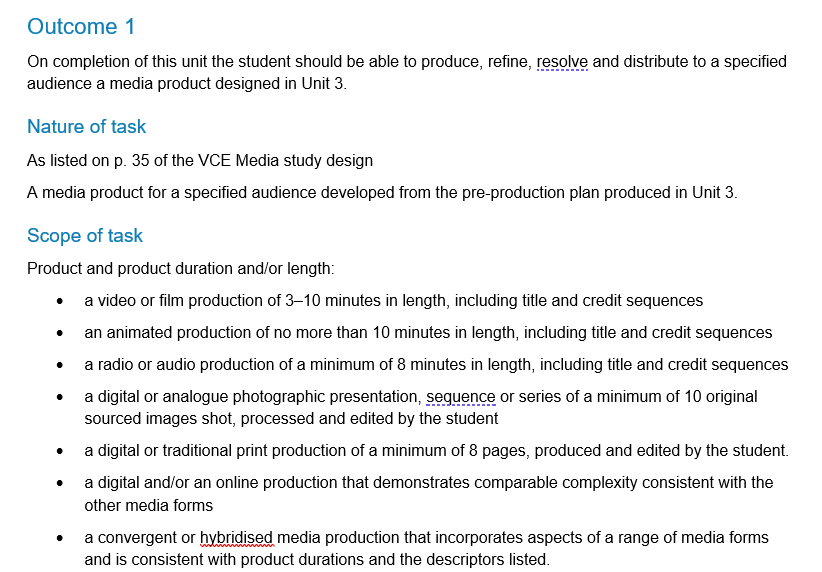 Outcome 1
On completion of this unit the student should be able to produce, refine, resolve and distribute to a specified
audience a media product designed in Unit 3.
Nature of task
As listed on p. 35 of the VCE Media study design
A media product for a specified audience developed from the pre-production plan produced in Unit 3.
Scope of task
Product and product duration and/or length:
• a video or film production of 3–10 minutes in length, including title and credit sequences
• an animated production of no more than 10 minutes in length, including title and credit sequences
• a radio or audio production of a minimum of 8 minutes in length, including title and credit sequences
• a digital or analogue photographic presentation, sequence or series of a minimum of 10 original
sourced images shot, processed and edited by the student
• a digital or traditional print production of a minimum of 8 pages, produced and edited by the student.
• a digital and/or an online production that demonstrates comparable complexity consistent with the
other media forms
• a convergent or hybridised media production that incorporates aspects of a range of media forms
and is consistent with product durations and the descriptors listed.